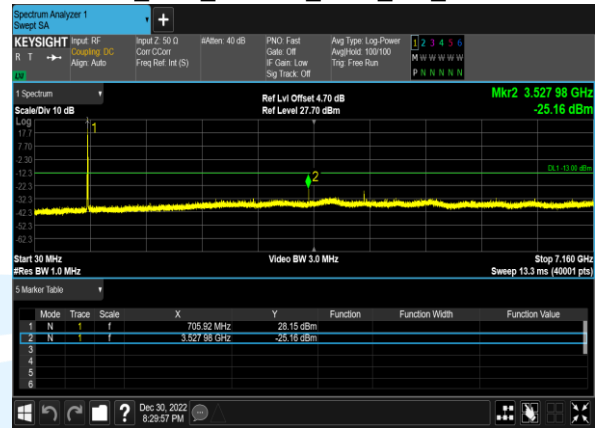 Spectrum Analyzer 1
Swept SA
KEYSIGHT Input: RF Input Z: 50 Ω #Atten: 40 dB PNO: Fast Avg Type: Log-Power 1 2 3 4 5 6
R T Coupling: DC Corr CCorr Gate: Off Avg|Hold: 100/100 M W W W W W
Align: Auto Freq Ref: Int (S) IF Gain: Low Trig: Free Run
LV Sig Track: Off P N N N N N
1 Spectrum Ref Lvl Offset 4.70 dB Mkr2 3.527 98 GHz
Scale/Div 10 dB Ref Level 27.70 dBm -25.16 dBm
Log
17.7 1
7.70
-2.30
-12.3 DL1 -13.00 dBm
-22.3 2
-32.3
-42.3
-52.3
-62.3
Start 30 MHz Video BW 3.0 MHz Stop 7.160 GHz
#Res BW 1.0 MHz Sweep 13.3 ms (40001 pts)
5 Marker Table
Mode Trace Scale X Y Function Function Width Function Value
1 N 1 f 705.92 MHz 28.15 dBm
2 N 1 f 3.527 98 GHz -25.16 dBm
3
4
5
6
? Dec 30, 2022
8:29:57 PM